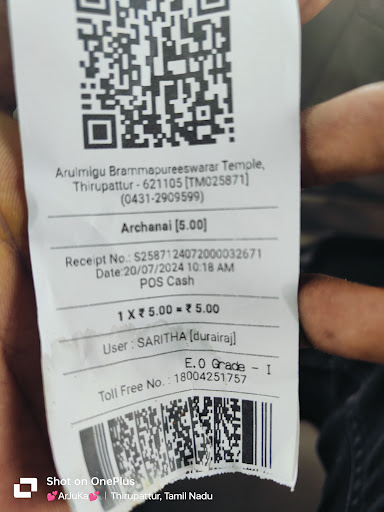 Arulmigu Brammapureeswarar Temple,
Thirupattur - 621105 [TM025871]
(0431-2909599)
Archanai [5.00]
Receipt No.: S2587124072000032671
Date:20/07/2024 10:18 AM
POS Cash
1 X ₹ 5.00 = ₹ 5.00
User : SARITHA [durairaj]
E.O Grade - I
Toll Free No. : 18004251757
Shot on OnePlus
💕ArJuKa💕 | Thirupattur, Tamil Nadu